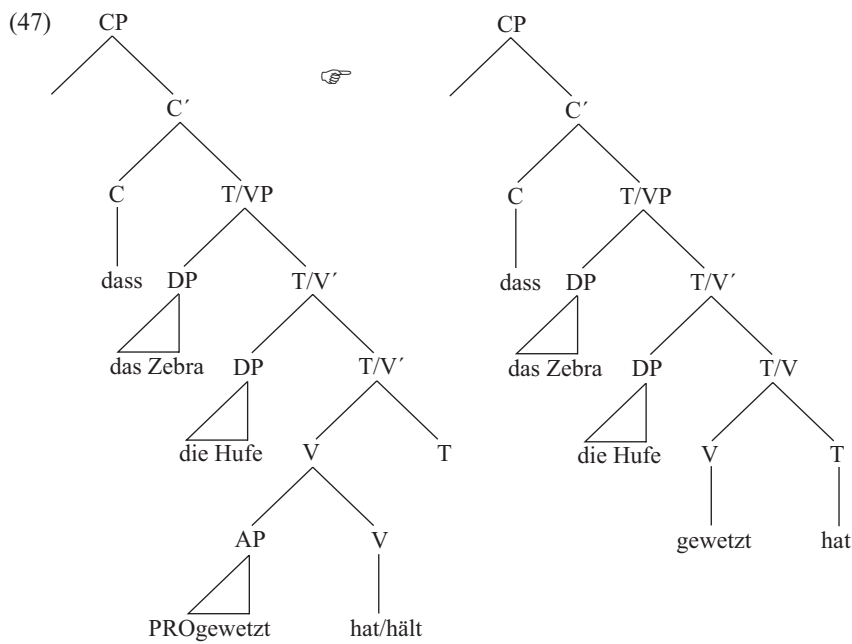 (47) CP CP
☞
C´ C´
C T/VP C T/VP
dass DP T/V´ dass DP T/V´
das Zebra DP T/V´ das Zebra DP T/V
die Hufe V T die Hufe V T
AP V gewetzt hat
PROgewetzt hat/hält